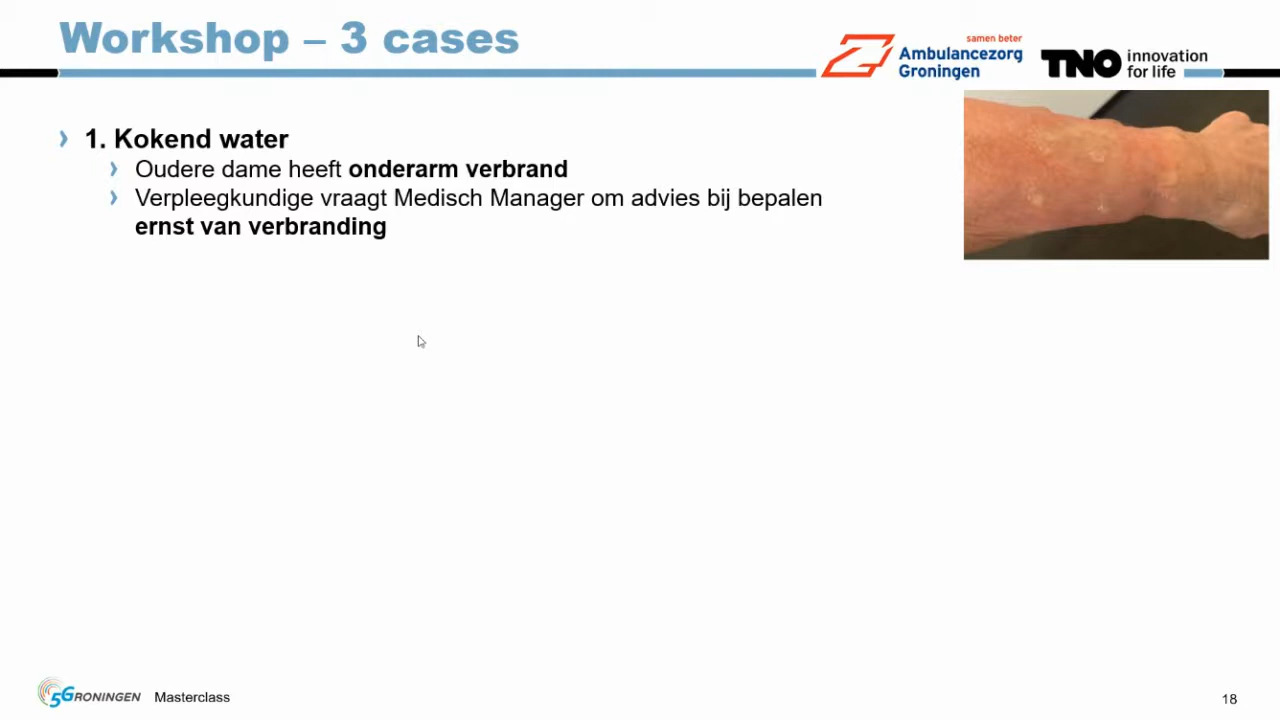 Workshop – 3 cases
samen beter
Ambulancezorg
Groningen
TNO innovation
for life
1. Kokend water
Oudere dame heeft onderarm verbrand
Verpleegkundige vraagt Medisch Manager om advies bij bepalen
ernst van verbranding
5GRONINGEN Masterclass
18